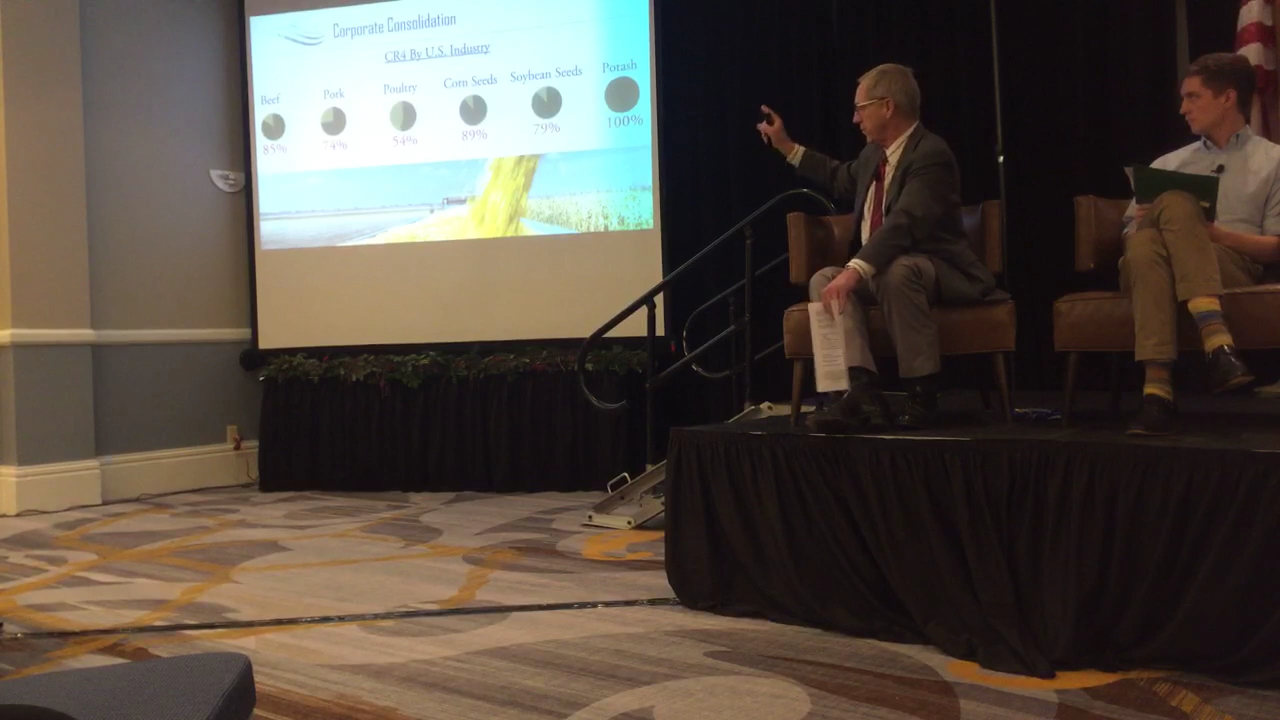 Corporate Consolidation
CR4 By U.S. Industry
Beef Pork Poultry Corn Seeds Soybean Seeds Potash
85% 74% 54% 89% 79% 100%